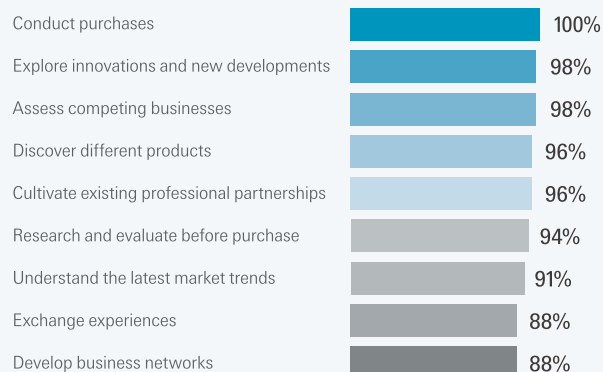 Conduct purchases 100%
Explore innovations and new developments 98%
Assess competing businesses 98%
Discover different products 96%
Cultivate existing professional partnerships 96%
Research and evaluate before purchase 94%
Understand the latest market trends 91%
Exchange experiences 88%
Develop business networks 88%